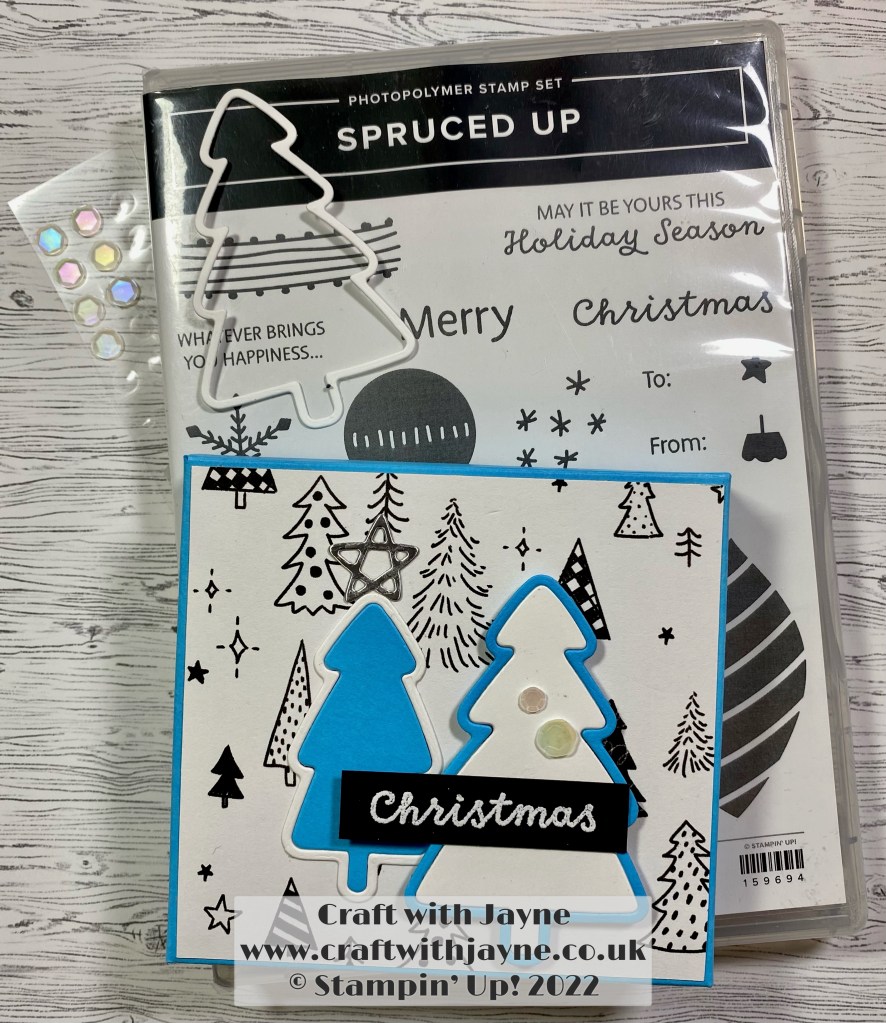 PHOTOPOLYMER STAMP SET
SPRUCED UP
MAY IT BE YOURS THIS
Holiday Season
Merry
Christmas
WHATEVER BRINGS
YOU HAPPINESS...
To:
From:
Christmas
© STAMPIN' UP!
159694
Craft with Jayne
www.craftwithjayne.co.uk
© Stampin' Up! 2022